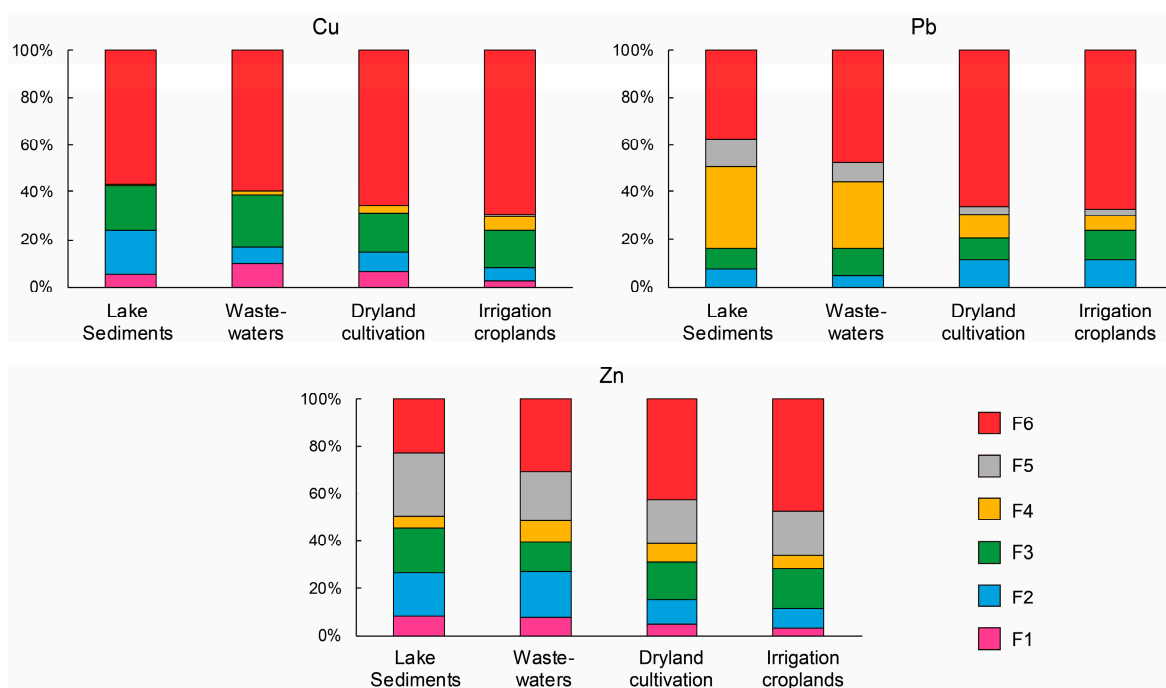 Cu
100%
80%
60%
40%
20%
0%
Lake
Sediments
Waste-
waters
Dryland
cultivation
Irrigation
croplands
Pb
100%
80%
60%
40%
20%
0%
Lake
Sediments
Waste-
waters
Dryland
cultivation
Irrigation
croplands
Zn
100%
80%
60%
40%
20%
0%
Lake
Sediments
Waste-
waters
Dryland
cultivation
Irrigation
croplands
F6
F5
F4
F3
F2
F1